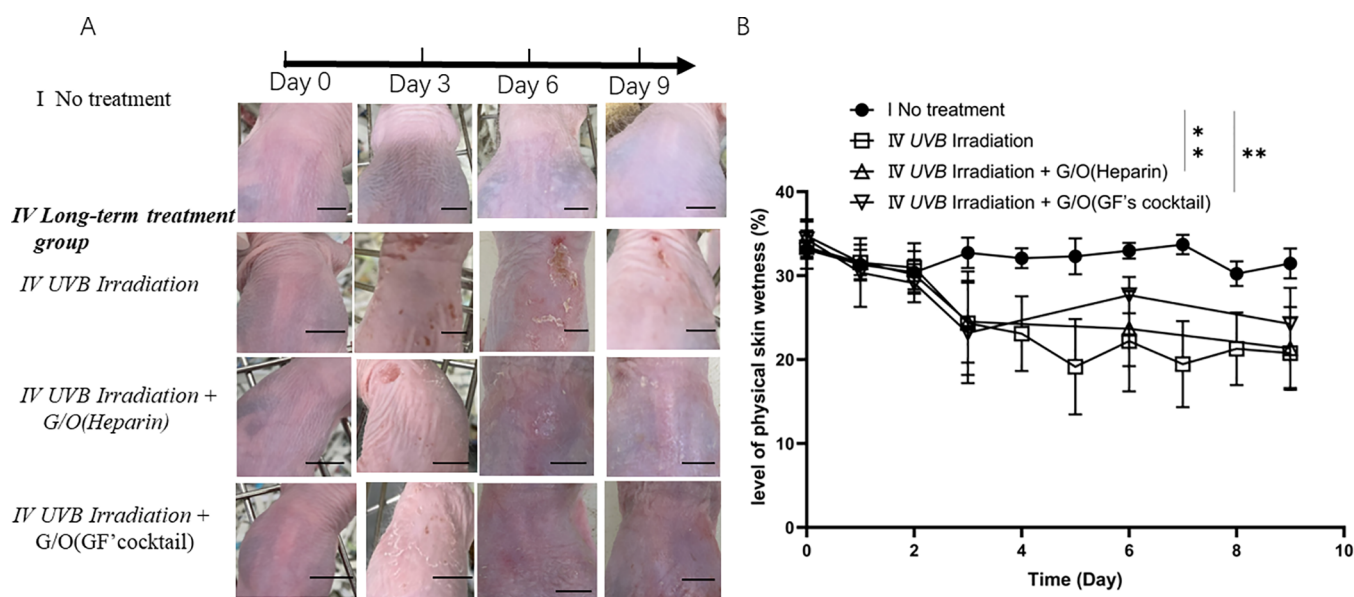 A
Day 0 Day 3 Day 6 Day 9
I No treatment
IV Long-term treatment
group
IV UVB Irradiation
IV UVB Irradiation +
G/O(Heparin)
IV UVB Irradiation +
G/O(GF'cocktail)
B
I No treatment
IV UVB Irradiation
IV UVB Irradiation + G/O(Heparin)
IV UVB Irradiation + G/O(GF's cocktail)
*
*
**
level of physical skin wetness (%)
40
30
20
10
0
0 2 4 6 8 10
Time (Day)